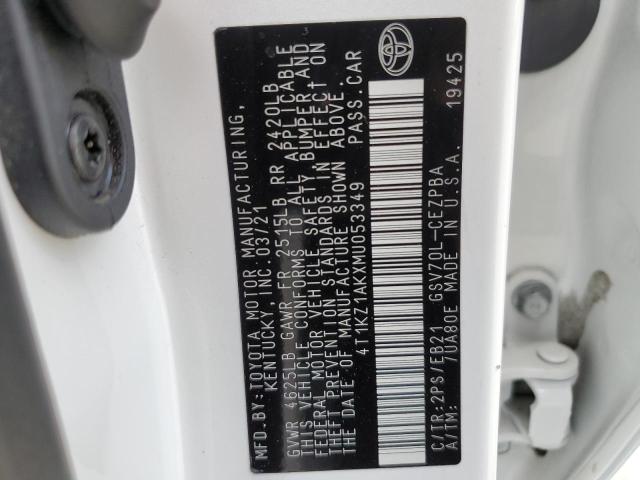 MFD.BY: TOYOTA MOTOR MANUFACTURING,
KENTUCKY, INC. 03/21
GVWR 4625LB GAWR FR 2515LB RR 2420LB
THIS VEHICLE CONFORMS TO ALL APPLICABLE
FEDERAL MOTOR VEHICLE SAFETY, BUMPER, AND
THEFT PREVENTION STANDARDS IN EFFECT ON
THE DATE OF MANUFACTURE SHOWN ABOVE.
4T1KZ1AKXMU053349 PASS.CAR
C/TR:2PS/EB21 GSV70L-CEZPBA
A/TM: 7UA80E MADE IN U.S.A. 19425